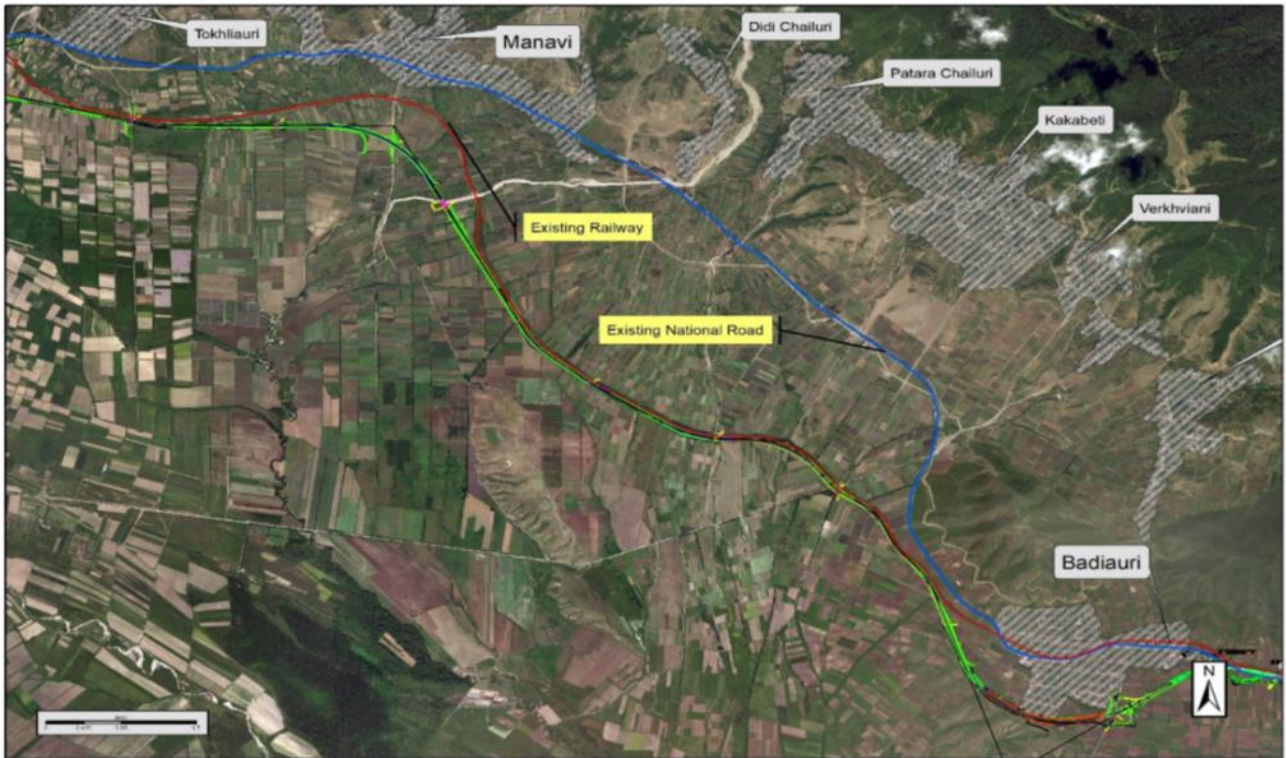 Tokhliauri
Manavi
Didi Chailuri
Patara Chailuri
Kakabeti
Verkhviani
Existing Railway
Existing National Road
Badiauri
N